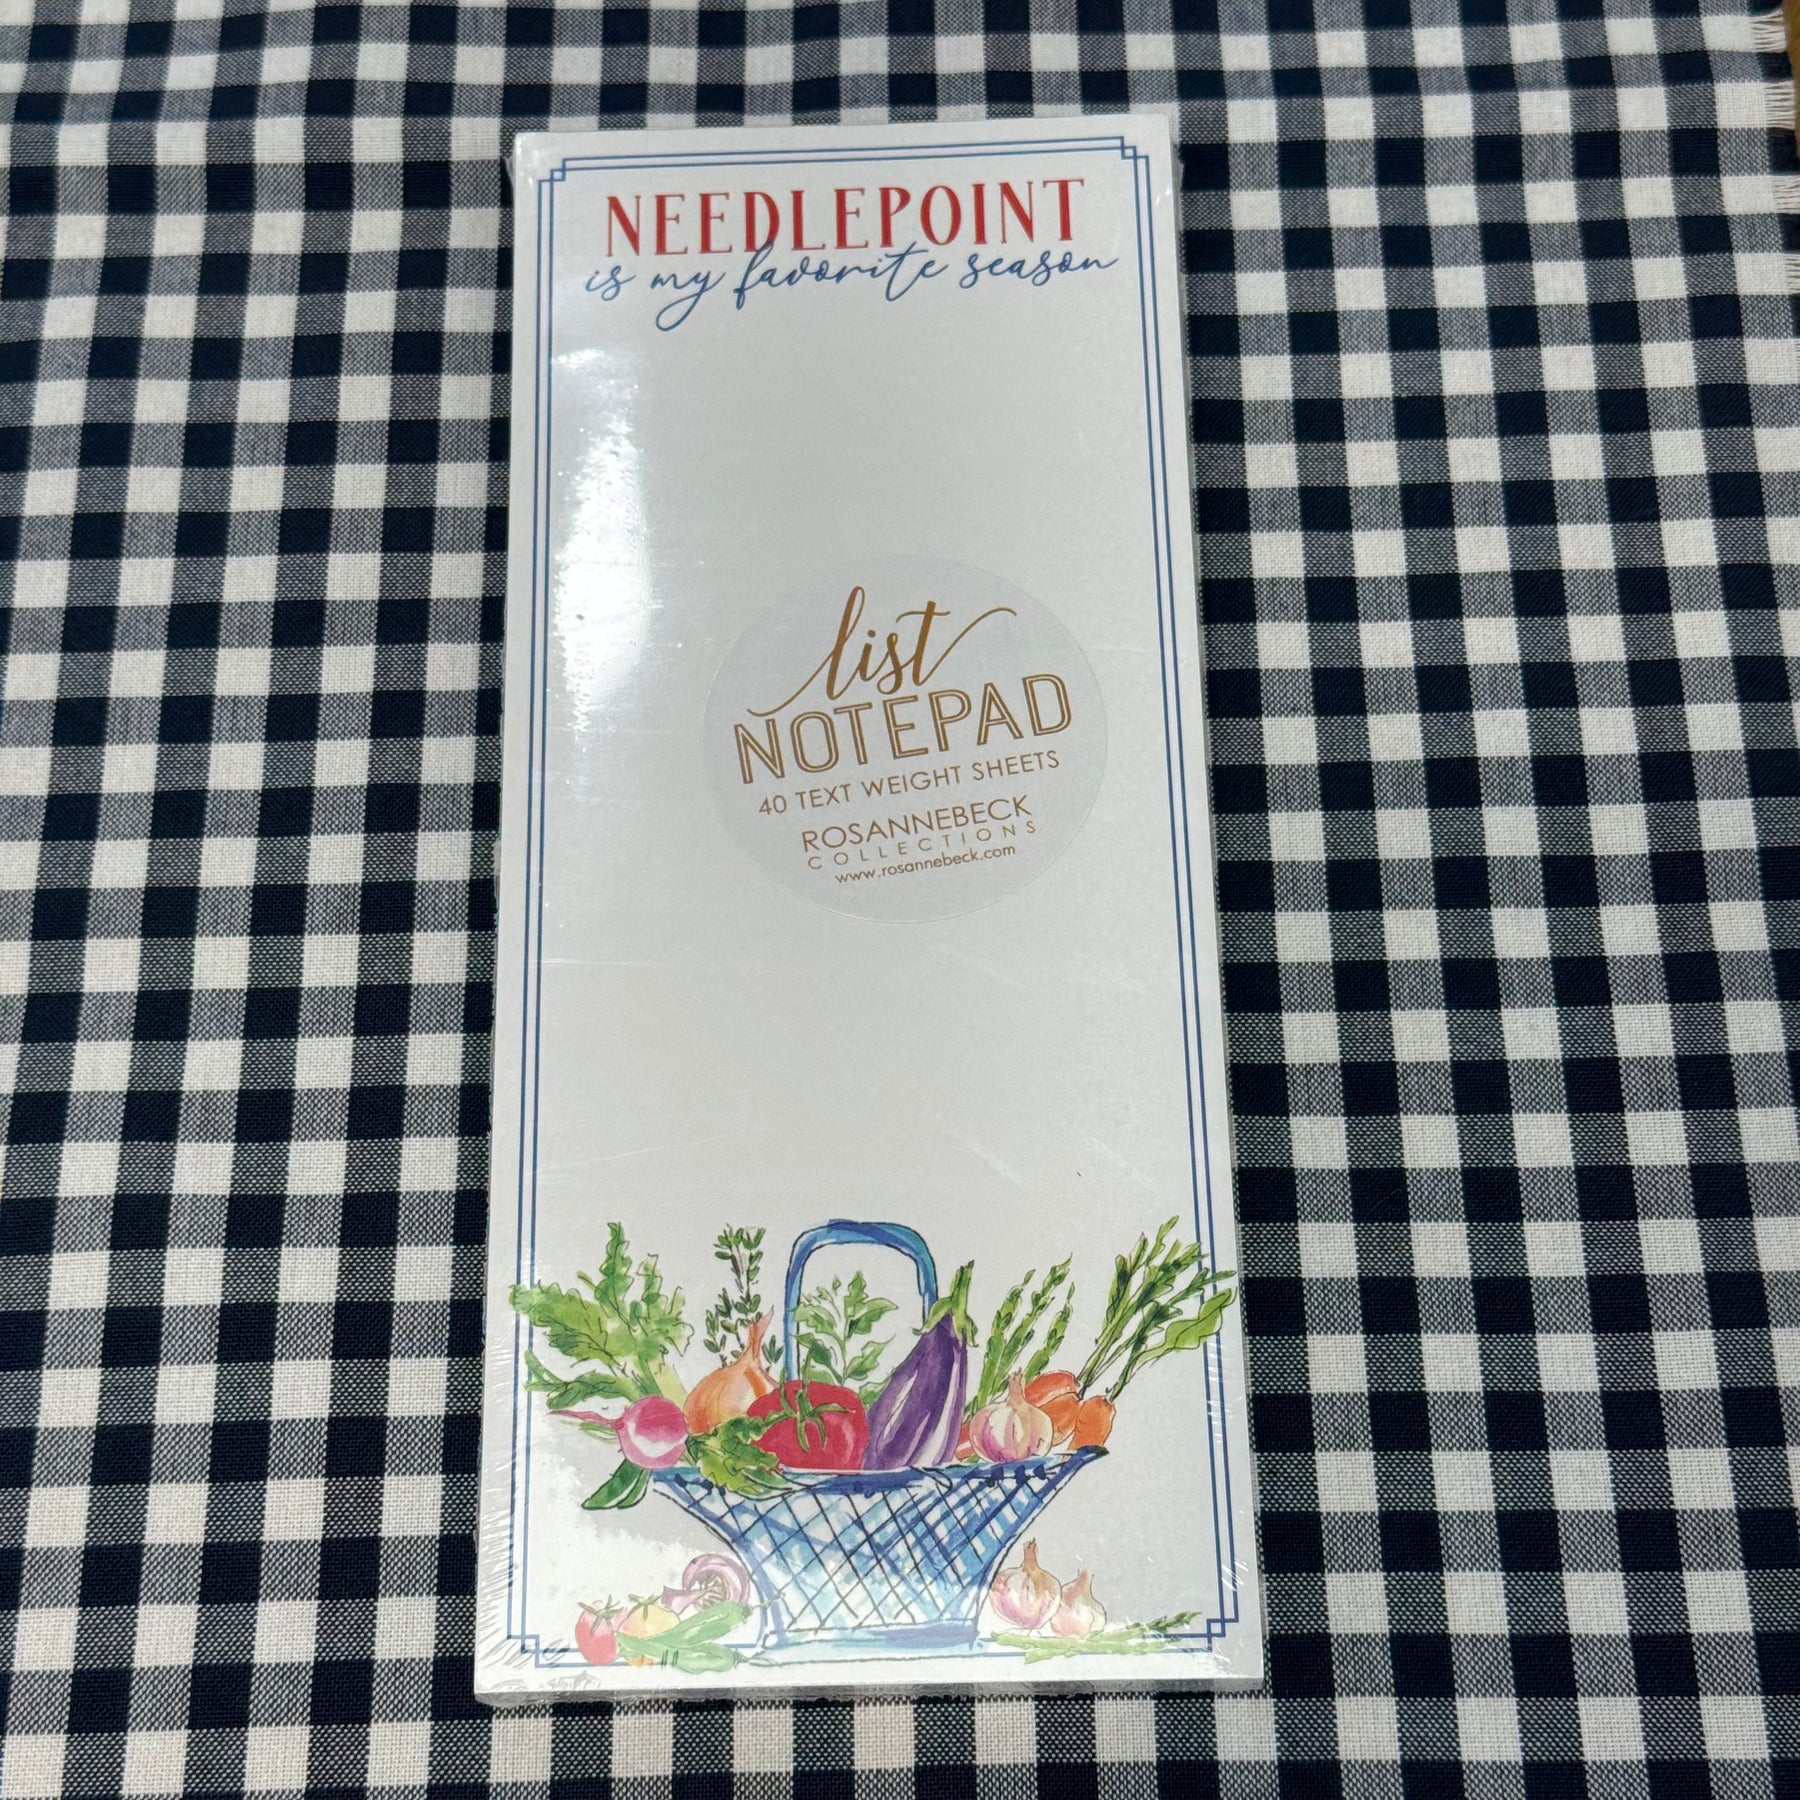 NEEDLEPOINT
is my favorite season
list
NOTEPAD
40 TEXT WEIGHT SHEETS
ROSANNEBECK
COLLECTIONS
www.rosannebeck.com